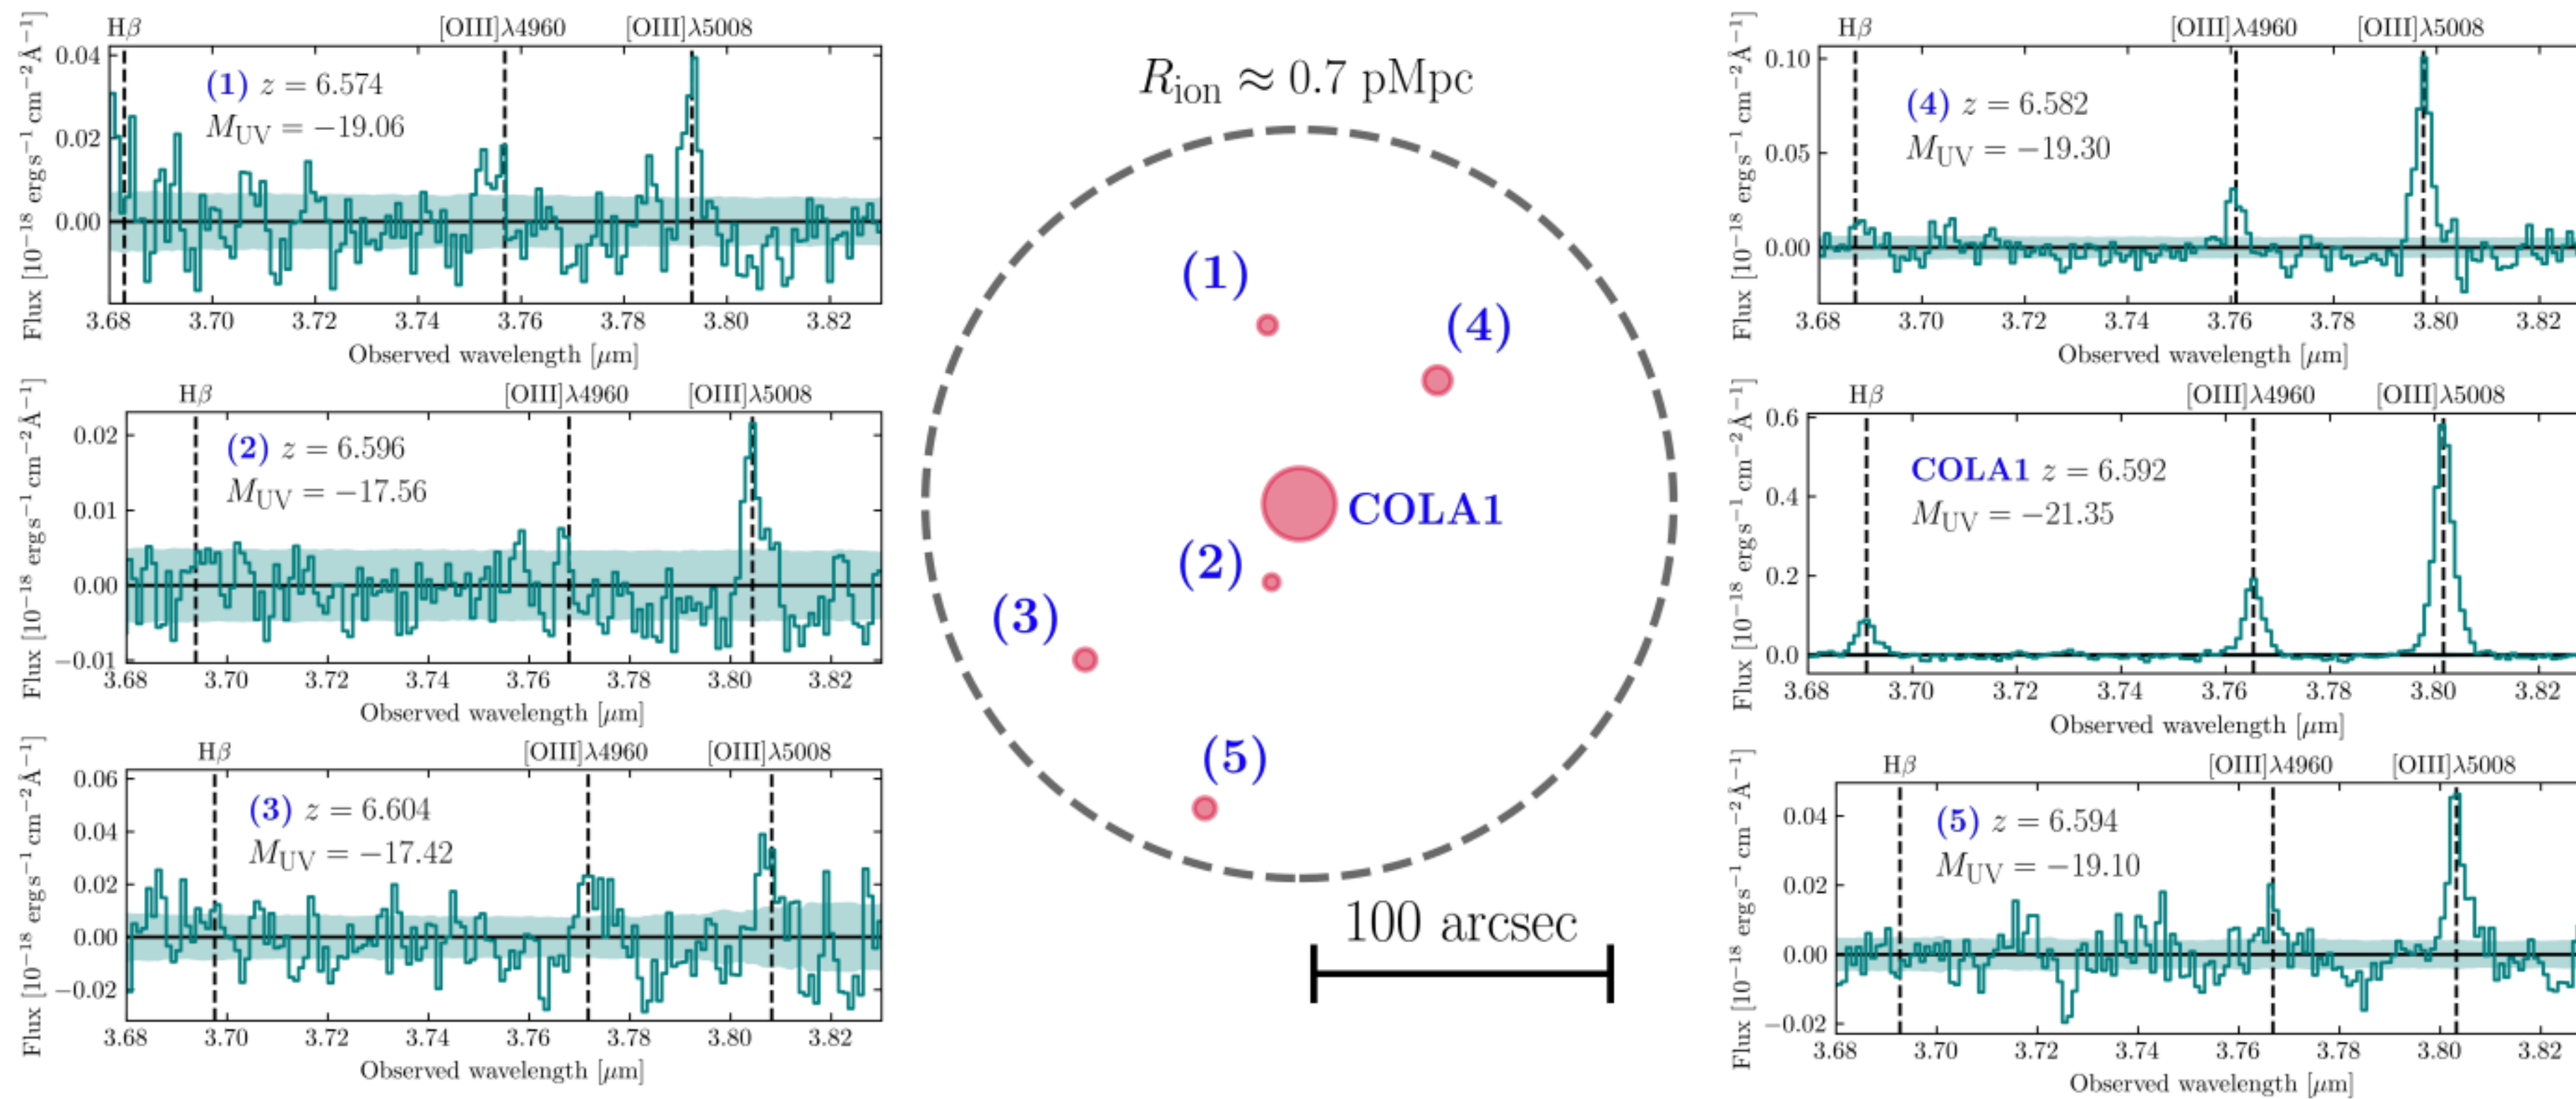 Hβ [OIII]λ4960 [OIII]λ5008
Flux [10⁻¹⁸ erg s⁻¹ cm⁻² Å⁻¹]
0.04
0.02
0.00
(1) z = 6.574
M_UV = −19.06
3.68 3.70 3.72 3.74 3.76 3.78 3.80 3.82
Observed wavelength [μm]
Hβ [OIII]λ4960 [OIII]λ5008
Flux [10⁻¹⁸ erg s⁻¹ cm⁻² Å⁻¹]
0.02
0.01
0.00
−0.01
(2) z = 6.596
M_UV = −17.56
3.68 3.70 3.72 3.74 3.76 3.78 3.80 3.82
Observed wavelength [μm]
Hβ [OIII]λ4960 [OIII]λ5008
Flux [10⁻¹⁸ erg s⁻¹ cm⁻² Å⁻¹]
0.06
0.04
0.02
0.00
−0.02
(3) z = 6.604
M_UV = −17.42
3.68 3.70 3.72 3.74 3.76 3.78 3.80 3.82
Observed wavelength [μm]
R_ion ≈ 0.7 pMpc
(1)
(4)
COLA1
(2)
(3)
(5)
100 arcsec
Hβ [OIII]λ4960 [OIII]λ5008
Flux [10⁻¹⁸ erg s⁻¹ cm⁻² Å⁻¹]
0.10
0.05
0.00
(4) z = 6.582
M_UV = −19.30
3.68 3.70 3.72 3.74 3.76 3.78 3.80 3.82
Observed wavelength [μm]
Hβ [OIII]λ4960 [OIII]λ5008
Flux [10⁻¹⁸ erg s⁻¹ cm⁻² Å⁻¹]
0.6
0.4
0.2
0.0
COLA1 z = 6.592
M_UV = −21.35
3.68 3.70 3.72 3.74 3.76 3.78 3.80 3.82
Observed wavelength [μm]
Hβ [OIII]λ4960 [OIII]λ5008
Flux [10⁻¹⁸ erg s⁻¹ cm⁻² Å⁻¹]
0.04
0.02
0.00
−0.02
(5) z = 6.594
M_UV = −19.10
3.68 3.70 3.72 3.74 3.76 3.78 3.80 3.82
Observed wavelength [μm]